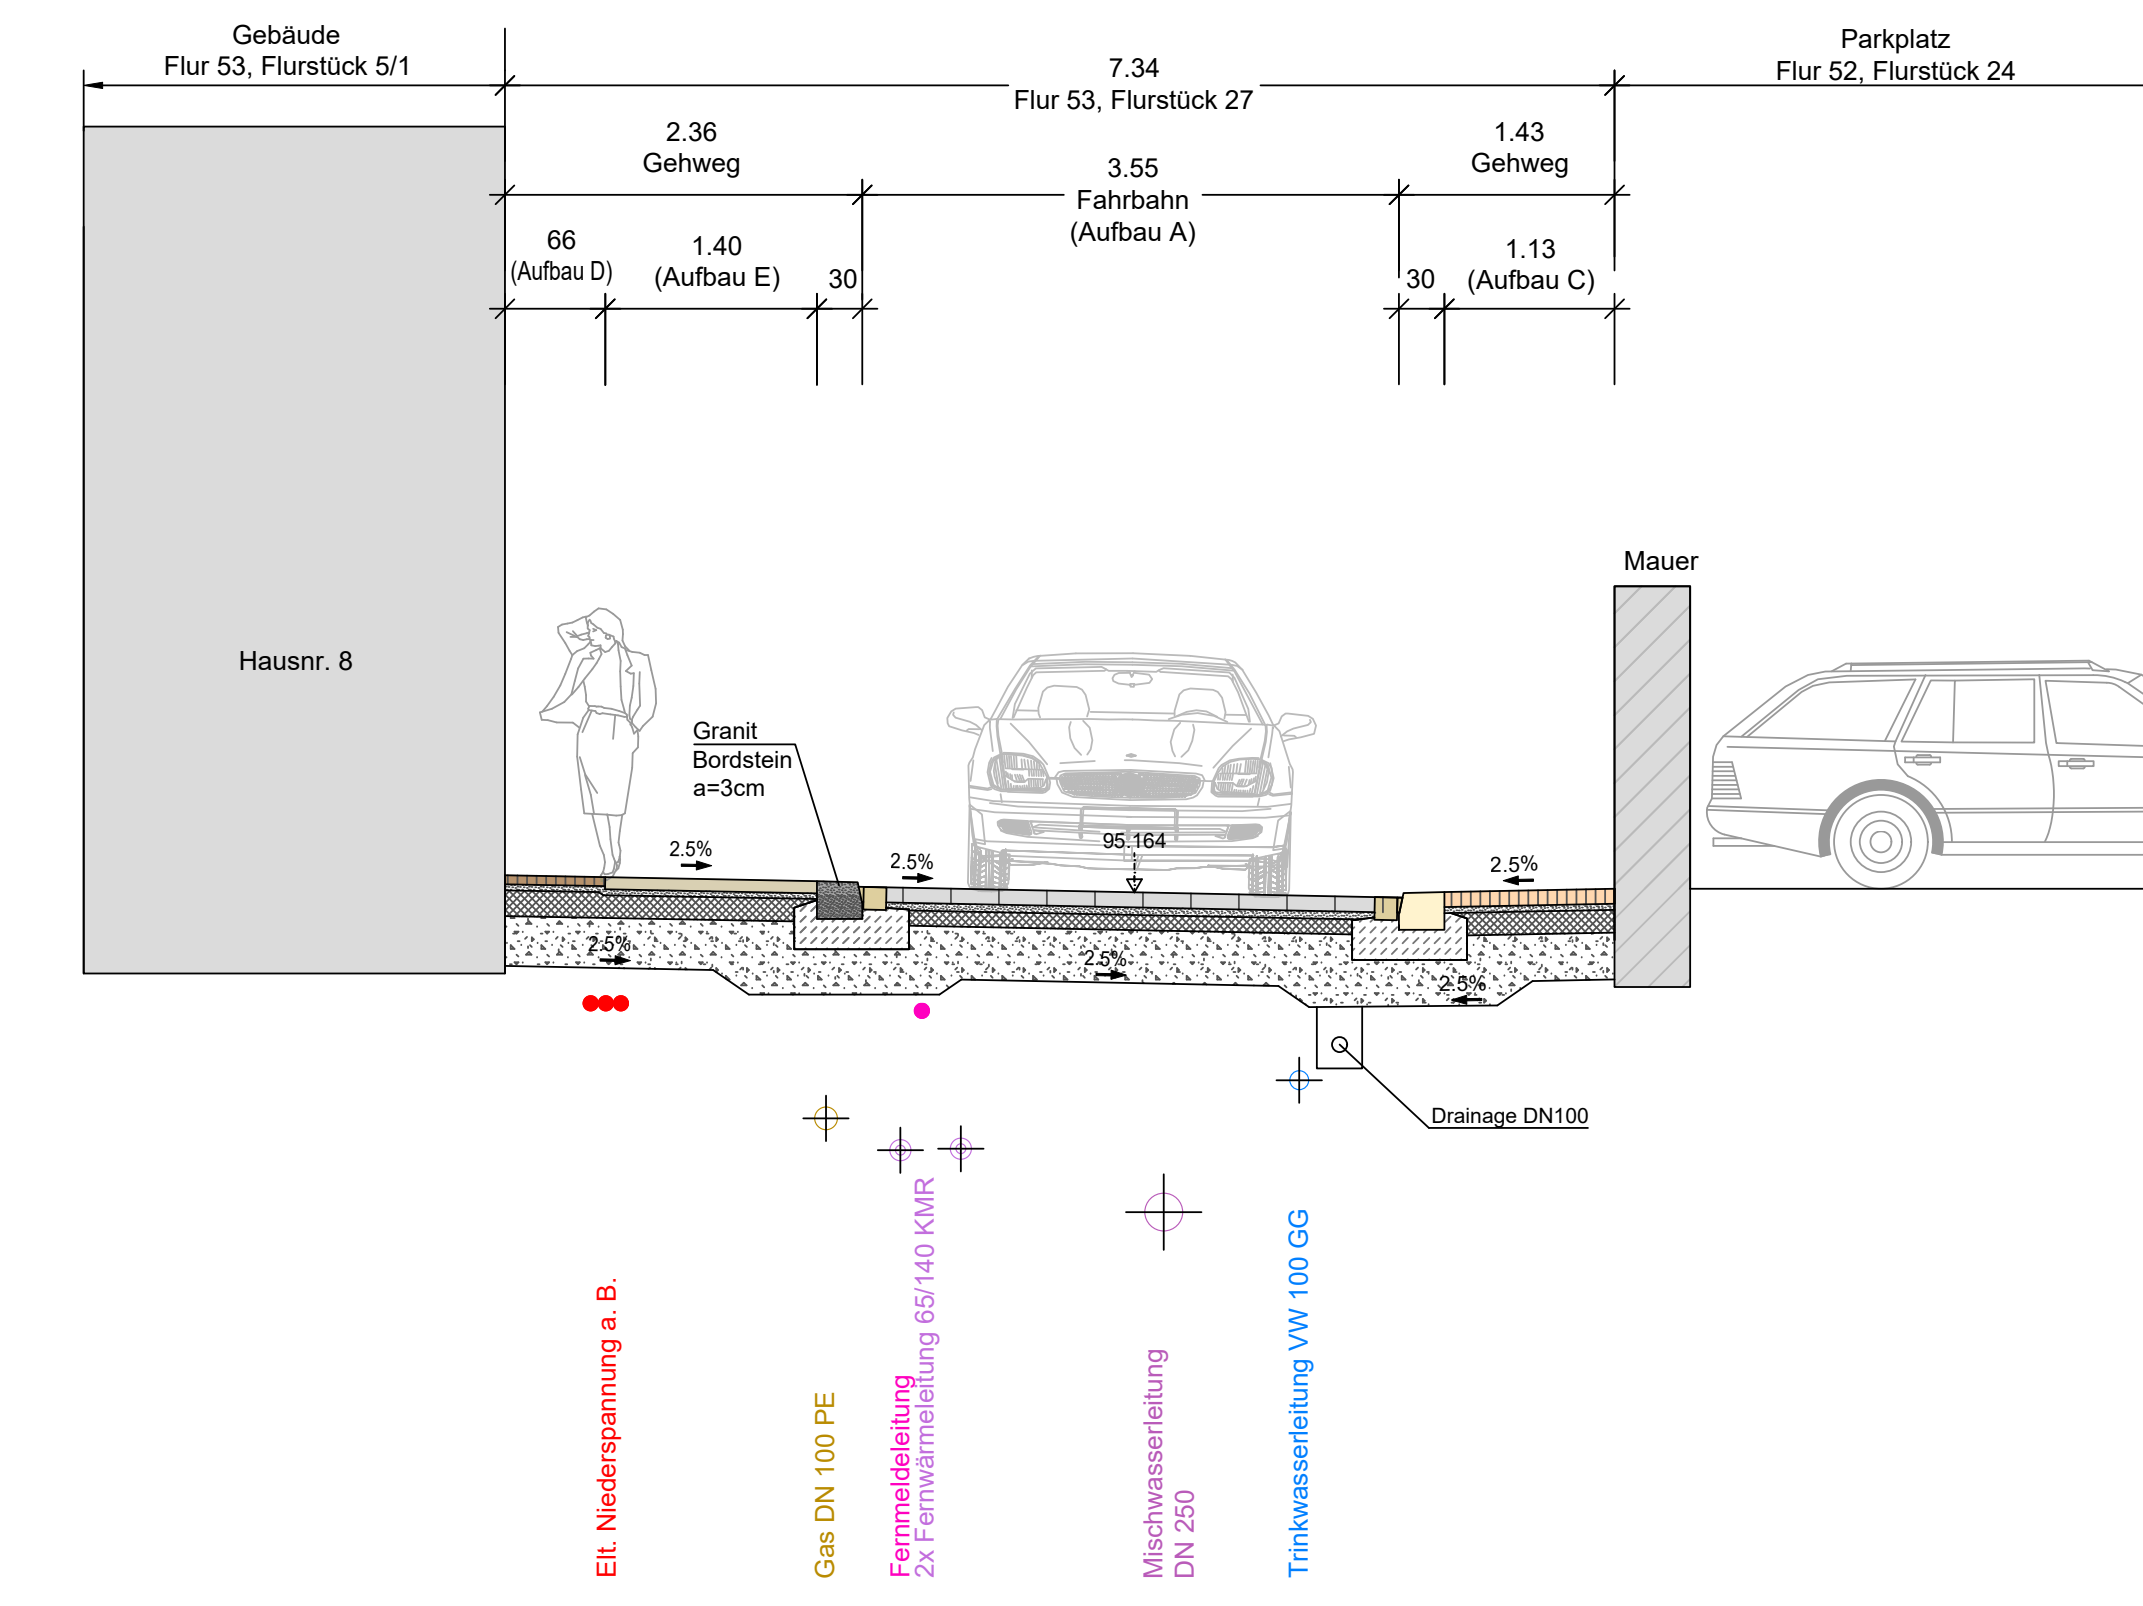 Gebäude
Flur 53, Flurstück 5/1
7.34
Flur 53, Flurstück 27
Parkplatz
Flur 52, Flurstück 24
2.36
Gehweg
3.55
Fahrbahn
(Aufbau A)
1.43
Gehweg
66
(Aufbau D)
1.40
(Aufbau E)
30
30
1.13
(Aufbau C)
Mauer
Hausnr. 8
Granit
Bordstein
a=3cm
95.164
2.5%
2.5%
2.5%
2.5%
2.5%
2.5%
Drainage DN100
Elt. Niederspannung a. B.
Gas DN 100 PE
Fernmeldeleitung
2x Fernwärmeleitung 65/140 KMR
Mischwasserleitung
DN 250
Trinkwasserleitung VW 100 GG